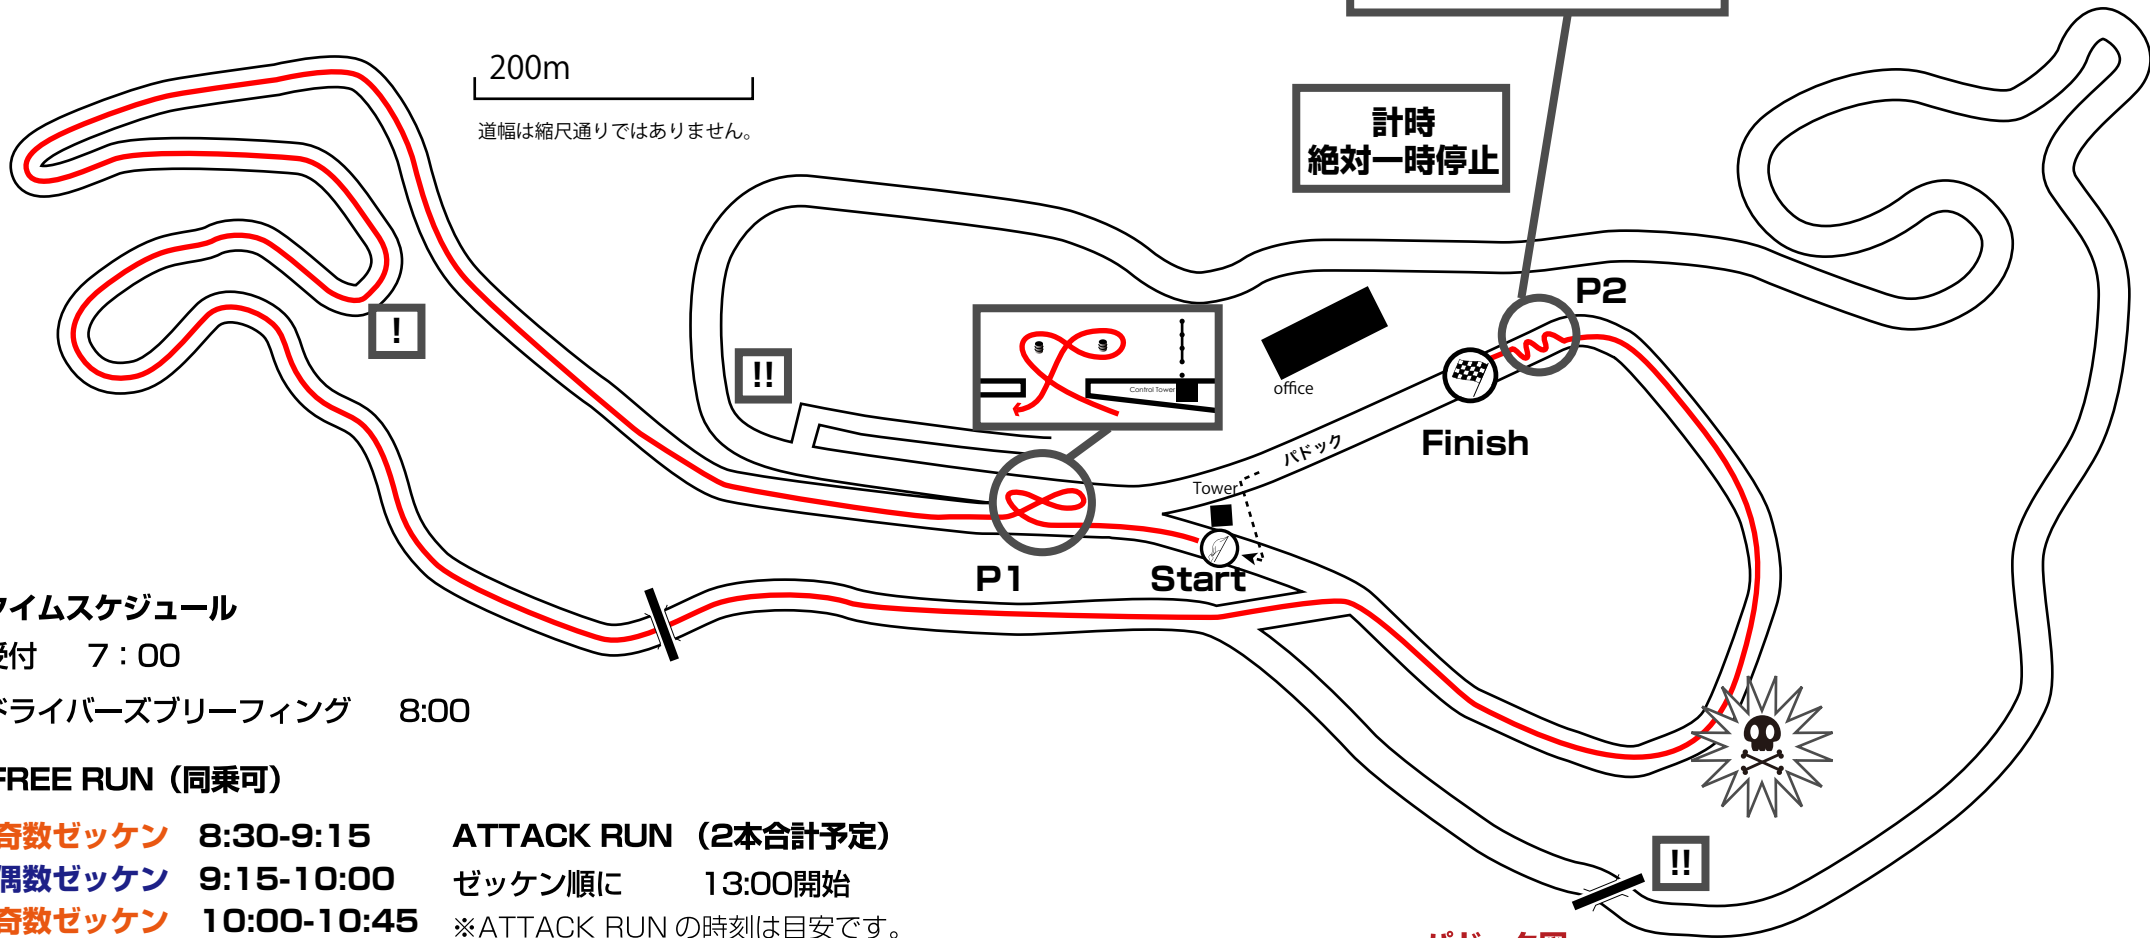 200m
道幅は縮尺通りではありません。
計時
絶対一時停止
P2
!
!!
Control Tower
office
Finish
パドック
Tower
P1
Start
イムスケジュール
受付 7：00
ドライバーズブリーフィング 8:00
FREE RUN（同乗可）
奇数ゼッケン 8:30-9:15
偶数ゼッケン 9:15-10:00
奇数ゼッケン 10:00-10:45
ATTACK RUN （2本合計予定）
ゼッケン順に 13:00開始
※ATTACK RUN の時刻は目安です。
!!